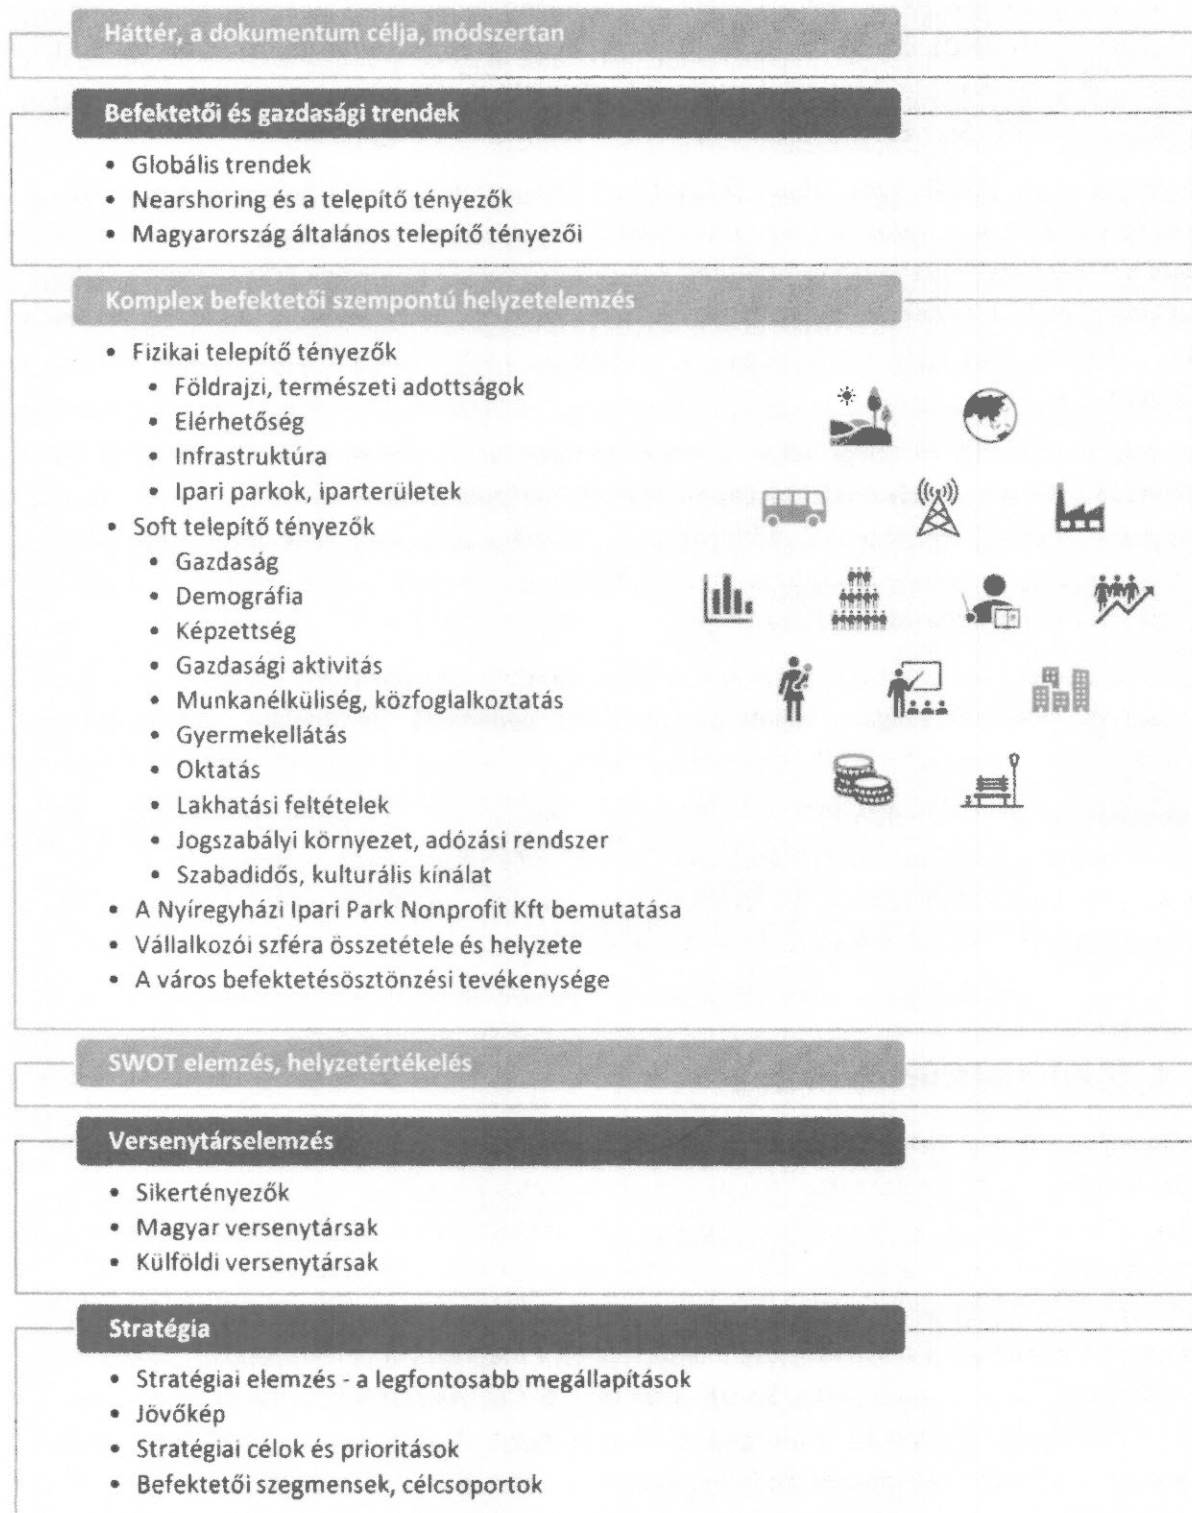 Háttér, a dokumentum célja, módszertan
Befektetői és gazdasági trendek
• Globális trendek
• Nearshoring és a telepítő tényezők
• Magyarország általános telepítő tényezői
Komplex befektetői szempontú helyzetelemzés
• Fizikai telepítő tényezők
• Földrajzi, természeti adottságok
• Elérhetőség
• Infrastruktúra
• Ipari parkok, iparterületek
• Soft telepítő tényezők
• Gazdaság
• Demográfia
• Képzettség
• Gazdasági aktivitás
• Munkanélküliség, közfoglalkoztatás
• Gyermekellátás
• Oktatás
• Lakhatási feltételek
• Jogszabályi környezet, adózási rendszer
• Szabadidős, kulturális kínálat
• A Nyíregyházi Ipari Park Nonprofit Kft bemutatása
• Vállalkozói szféra összetétele és helyzete
• A város befektetésösztönzési tevékenysége
SWOT elemzés, helyzetértékelés
Versenytárselemzés
• Sikertényezők
• Magyar versenytársak
• Külföldi versenytársak
Stratégia
• Stratégiai elemzés - a legfontosabb megállapítások
• Jövőkép
• Stratégiai célok és prioritások
• Befektetői szegmensek, célcsoportok